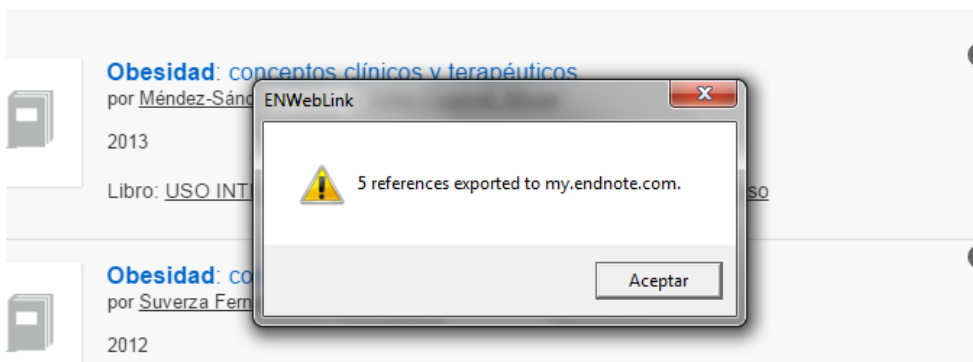 Obesidad: conceptos clínicos y terapéuticos
por Méndez-Sánc
ENWebLink
2013
5 references exported to my.endnote.com.
Libro: USO INT
so
Aceptar
Obesidad: co
por Suverza Fern
2012